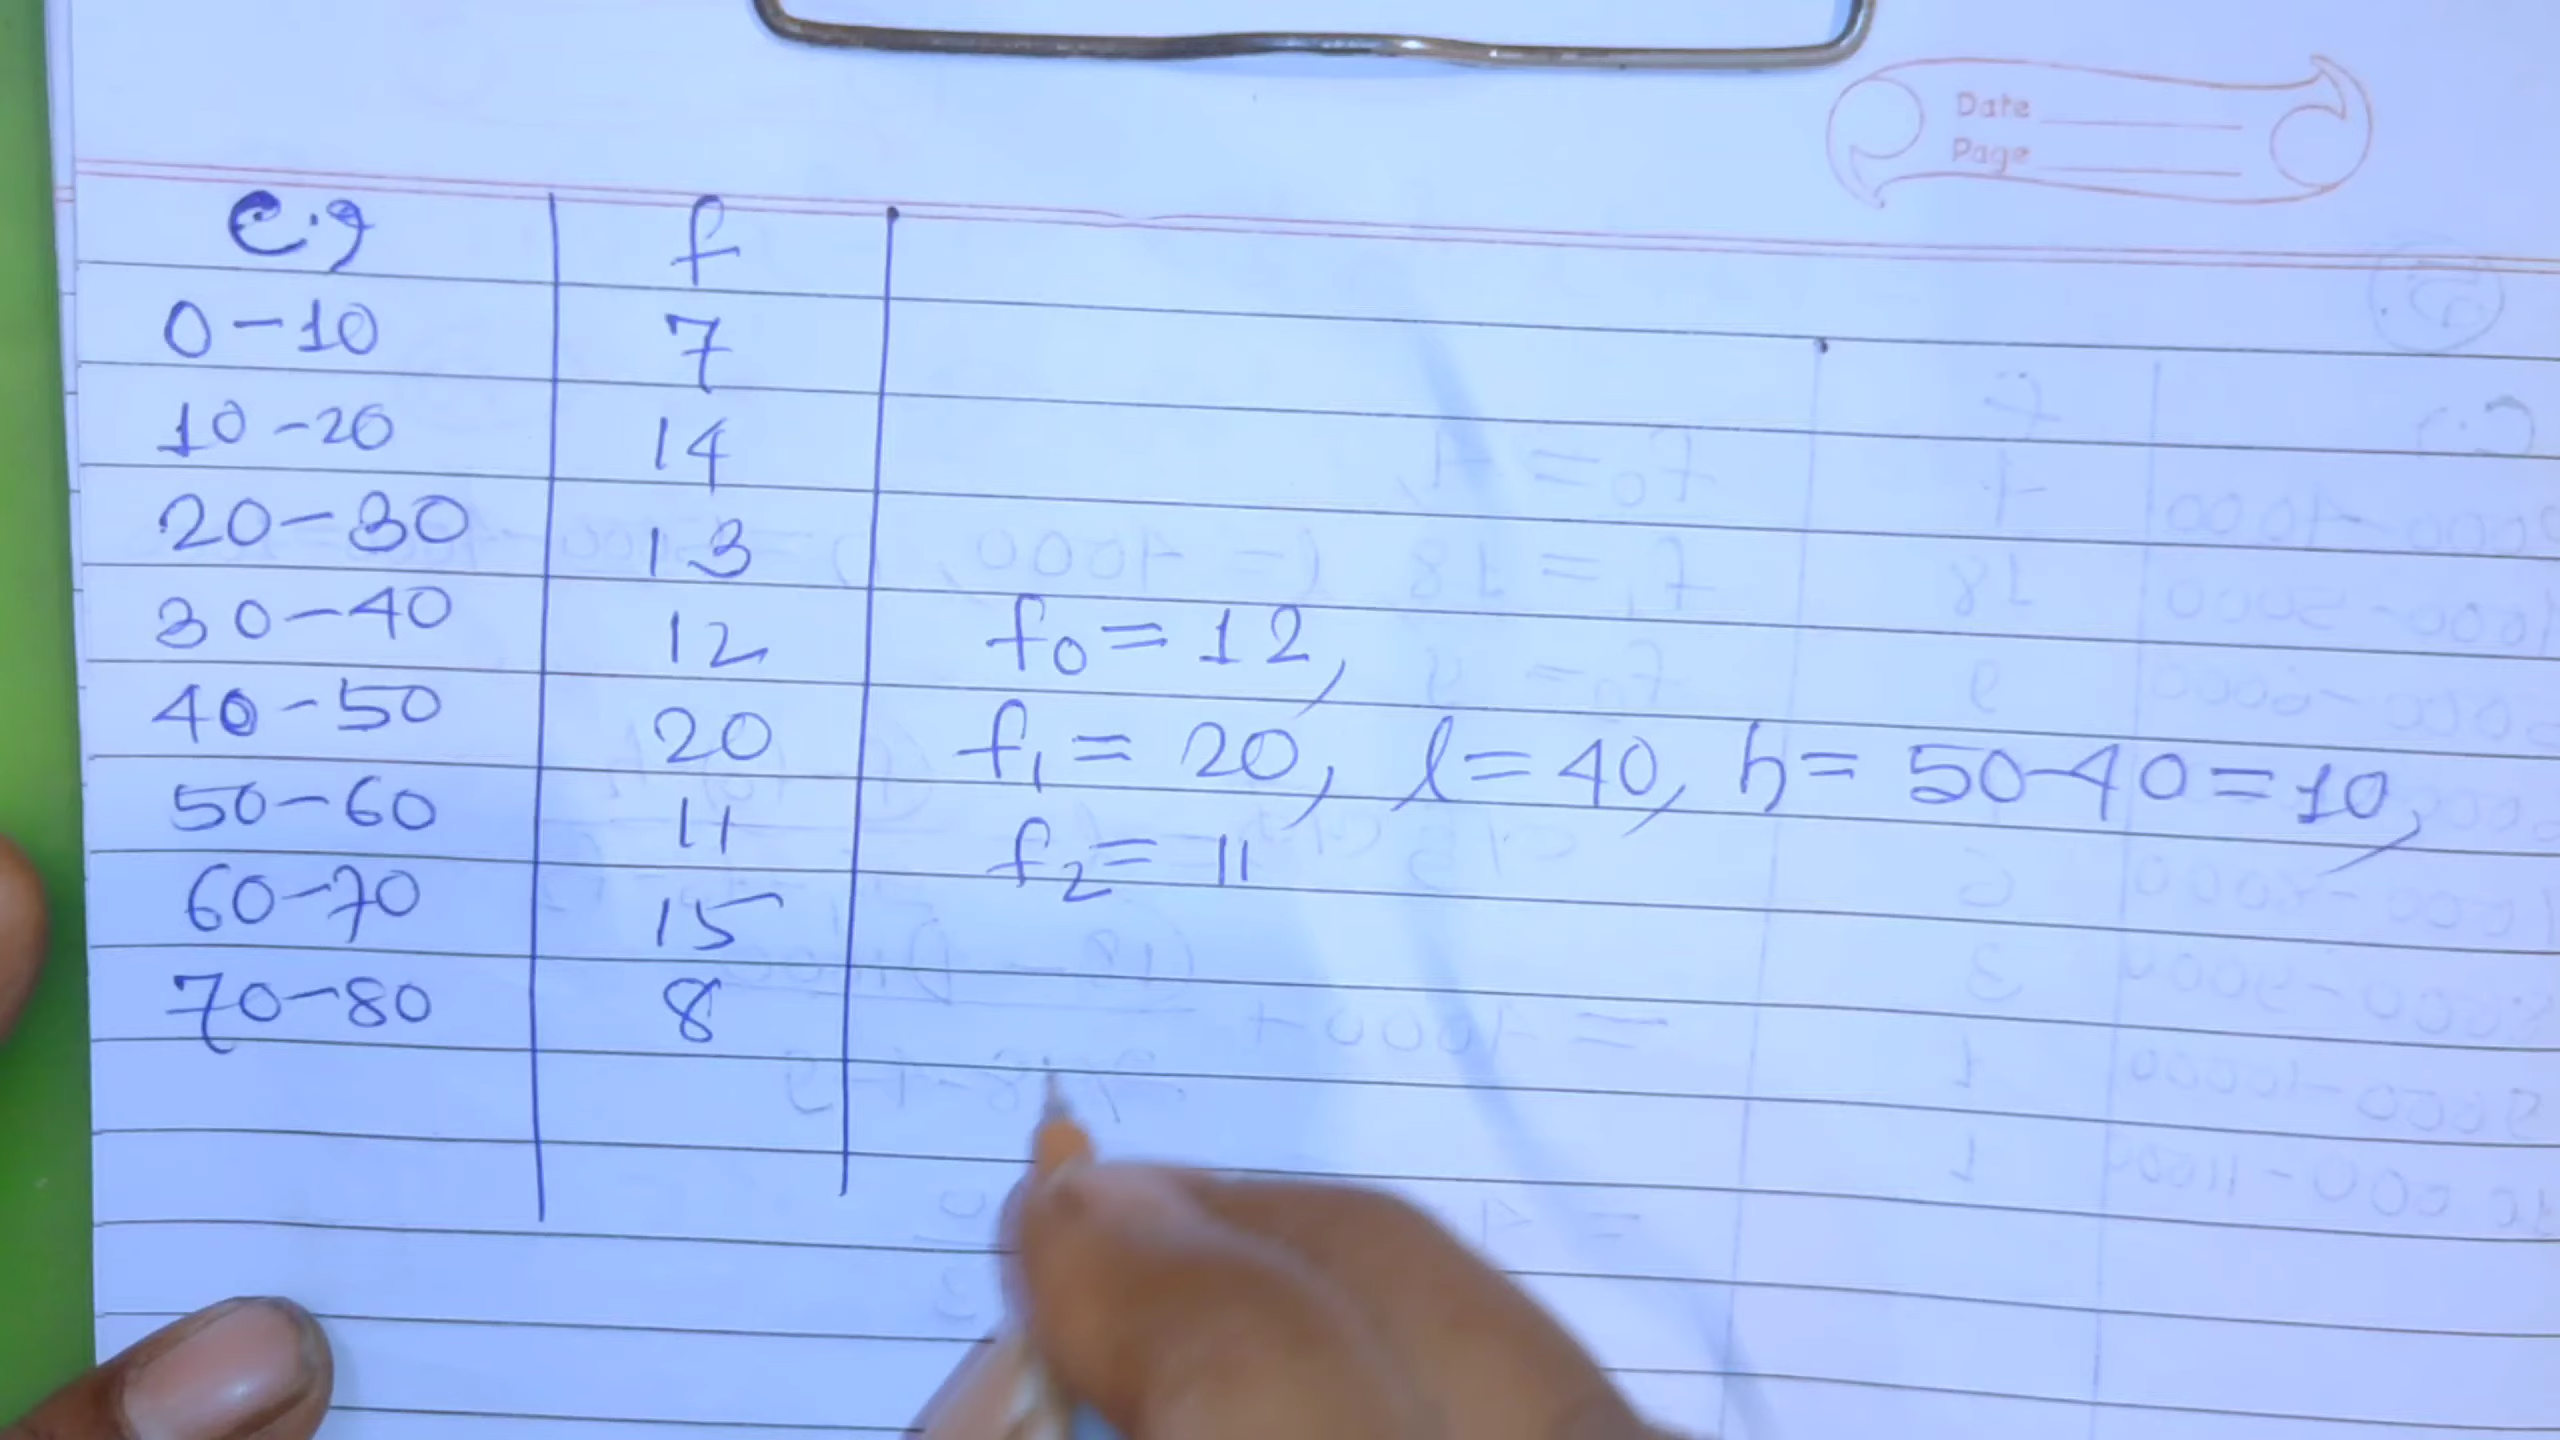 Date
Page
C.I f
0-10 7
10-20 14
20-30 13
30-40 12 f0 = 12,
40-50 20 f1 = 20, l = 40, h = 50-40 = 10,
50-60 11 f2 = 11
60-70 15
70-80 8